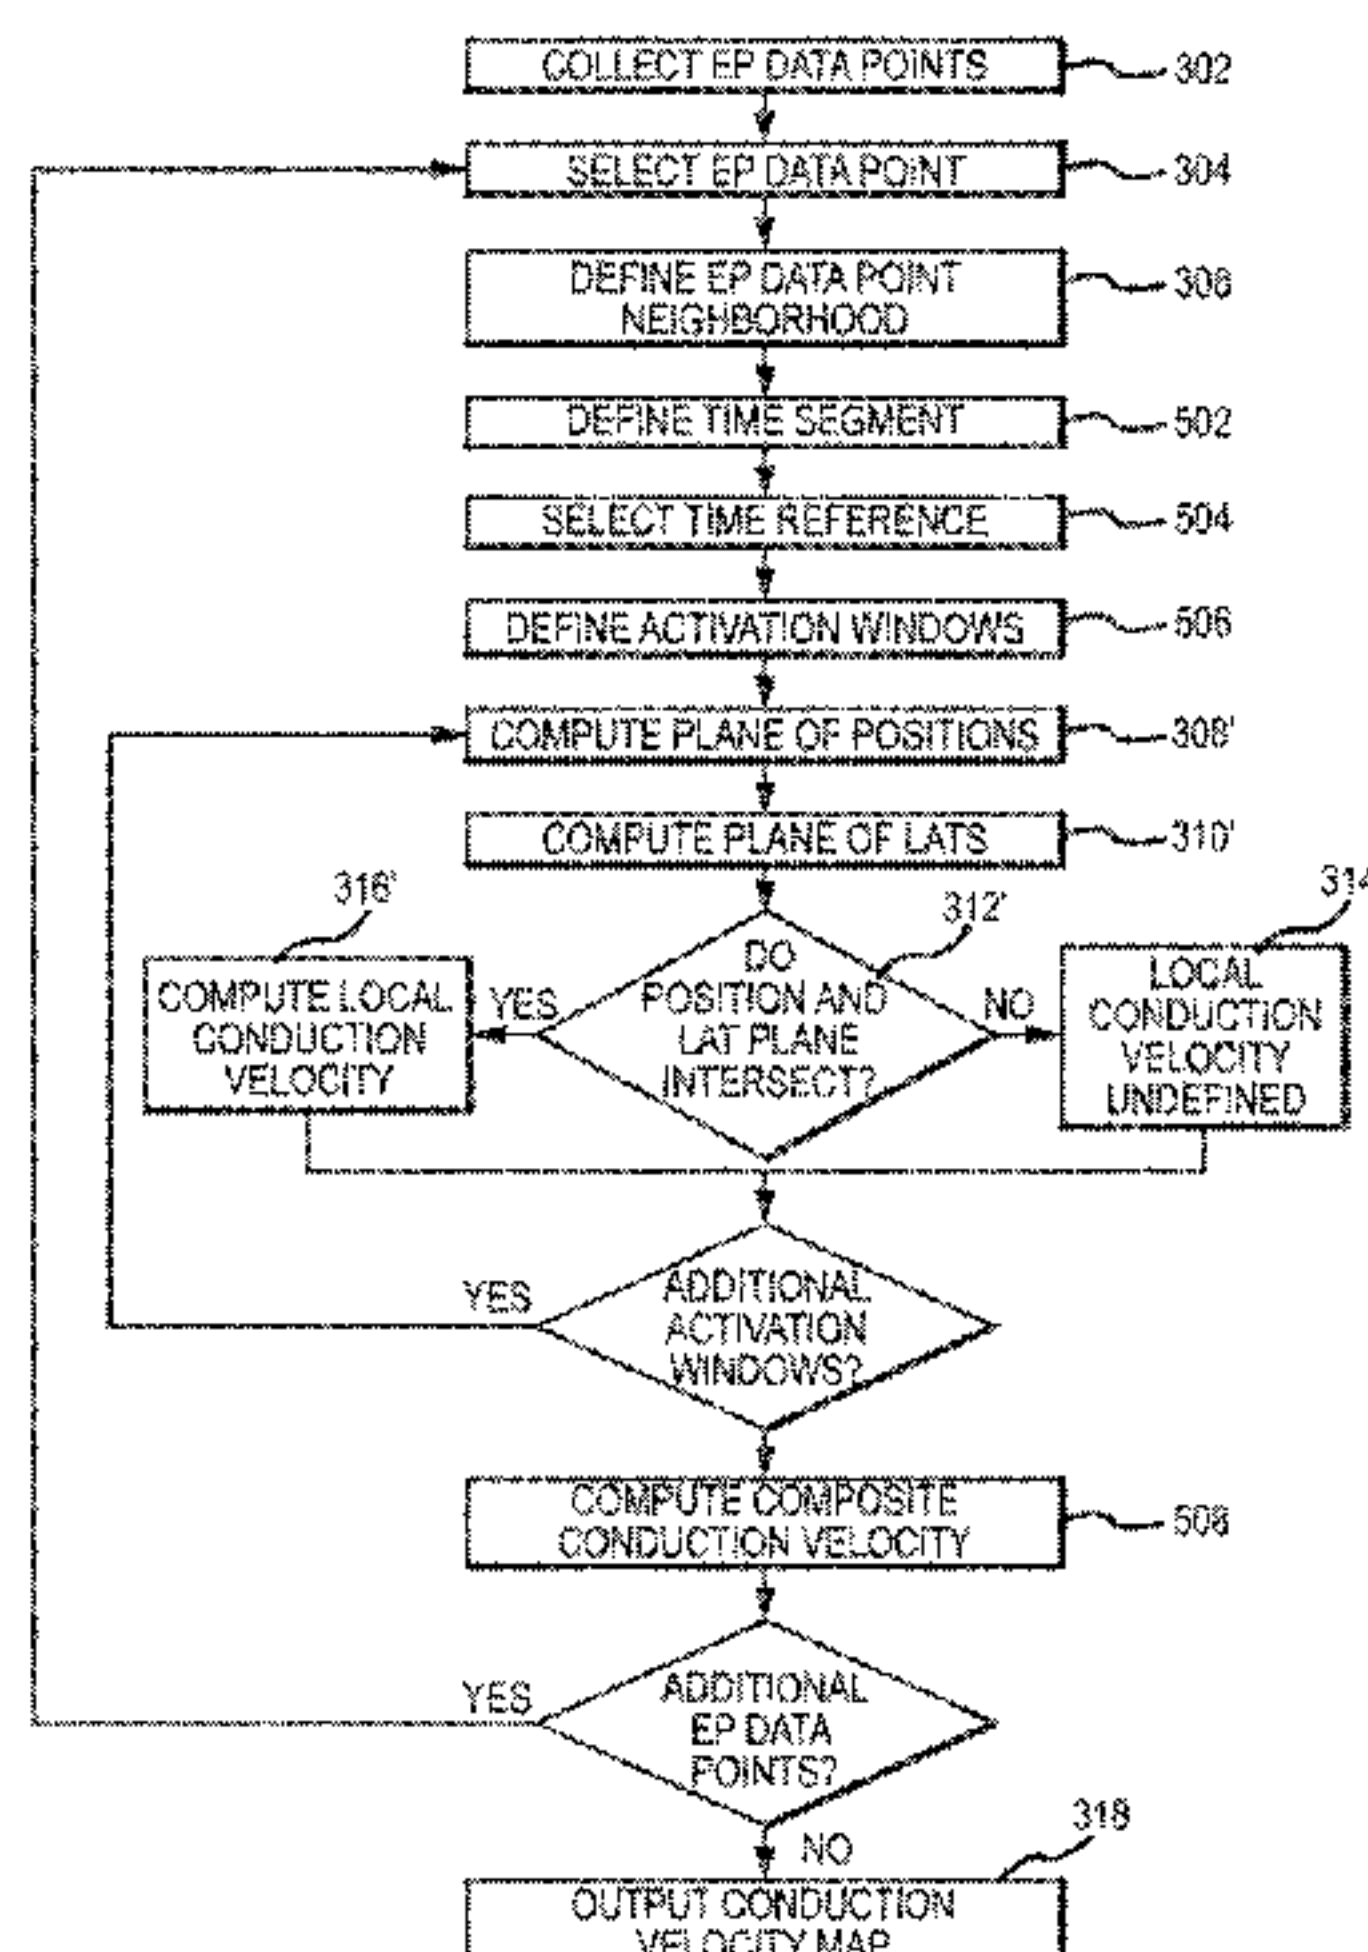 COLLECT EP DATA POINTS
302
SELECT EP DATA POINT
304
DEFINE EP DATA POINT
NEIGHBORHOOD
306
DEFINE TIME SEGMENT
502
SELECT TIME REFERENCE
504
DEFINE ACTIVATION WINDOWS
506
COMPUTE PLANE OF POSITIONS
308'
COMPUTE PLANE OF LATS
310'
316'
312'
314
COMPUTE LOCAL
CONDUCTION
VELOCITY
YES
DO
POSITION AND
LAT PLANE
INTERSECT?
NO
LOCAL
CONDUCTION
VELOCITY
UNDEFINED
YES
ADDITIONAL
ACTIVATION
WINDOWS?
COMPUTE COMPOSITE
CONDUCTION VELOCITY
508
YES
ADDITIONAL
EP DATA
POINTS?
NO
318
OUTPUT CONDUCTION
VELOCITY MAP